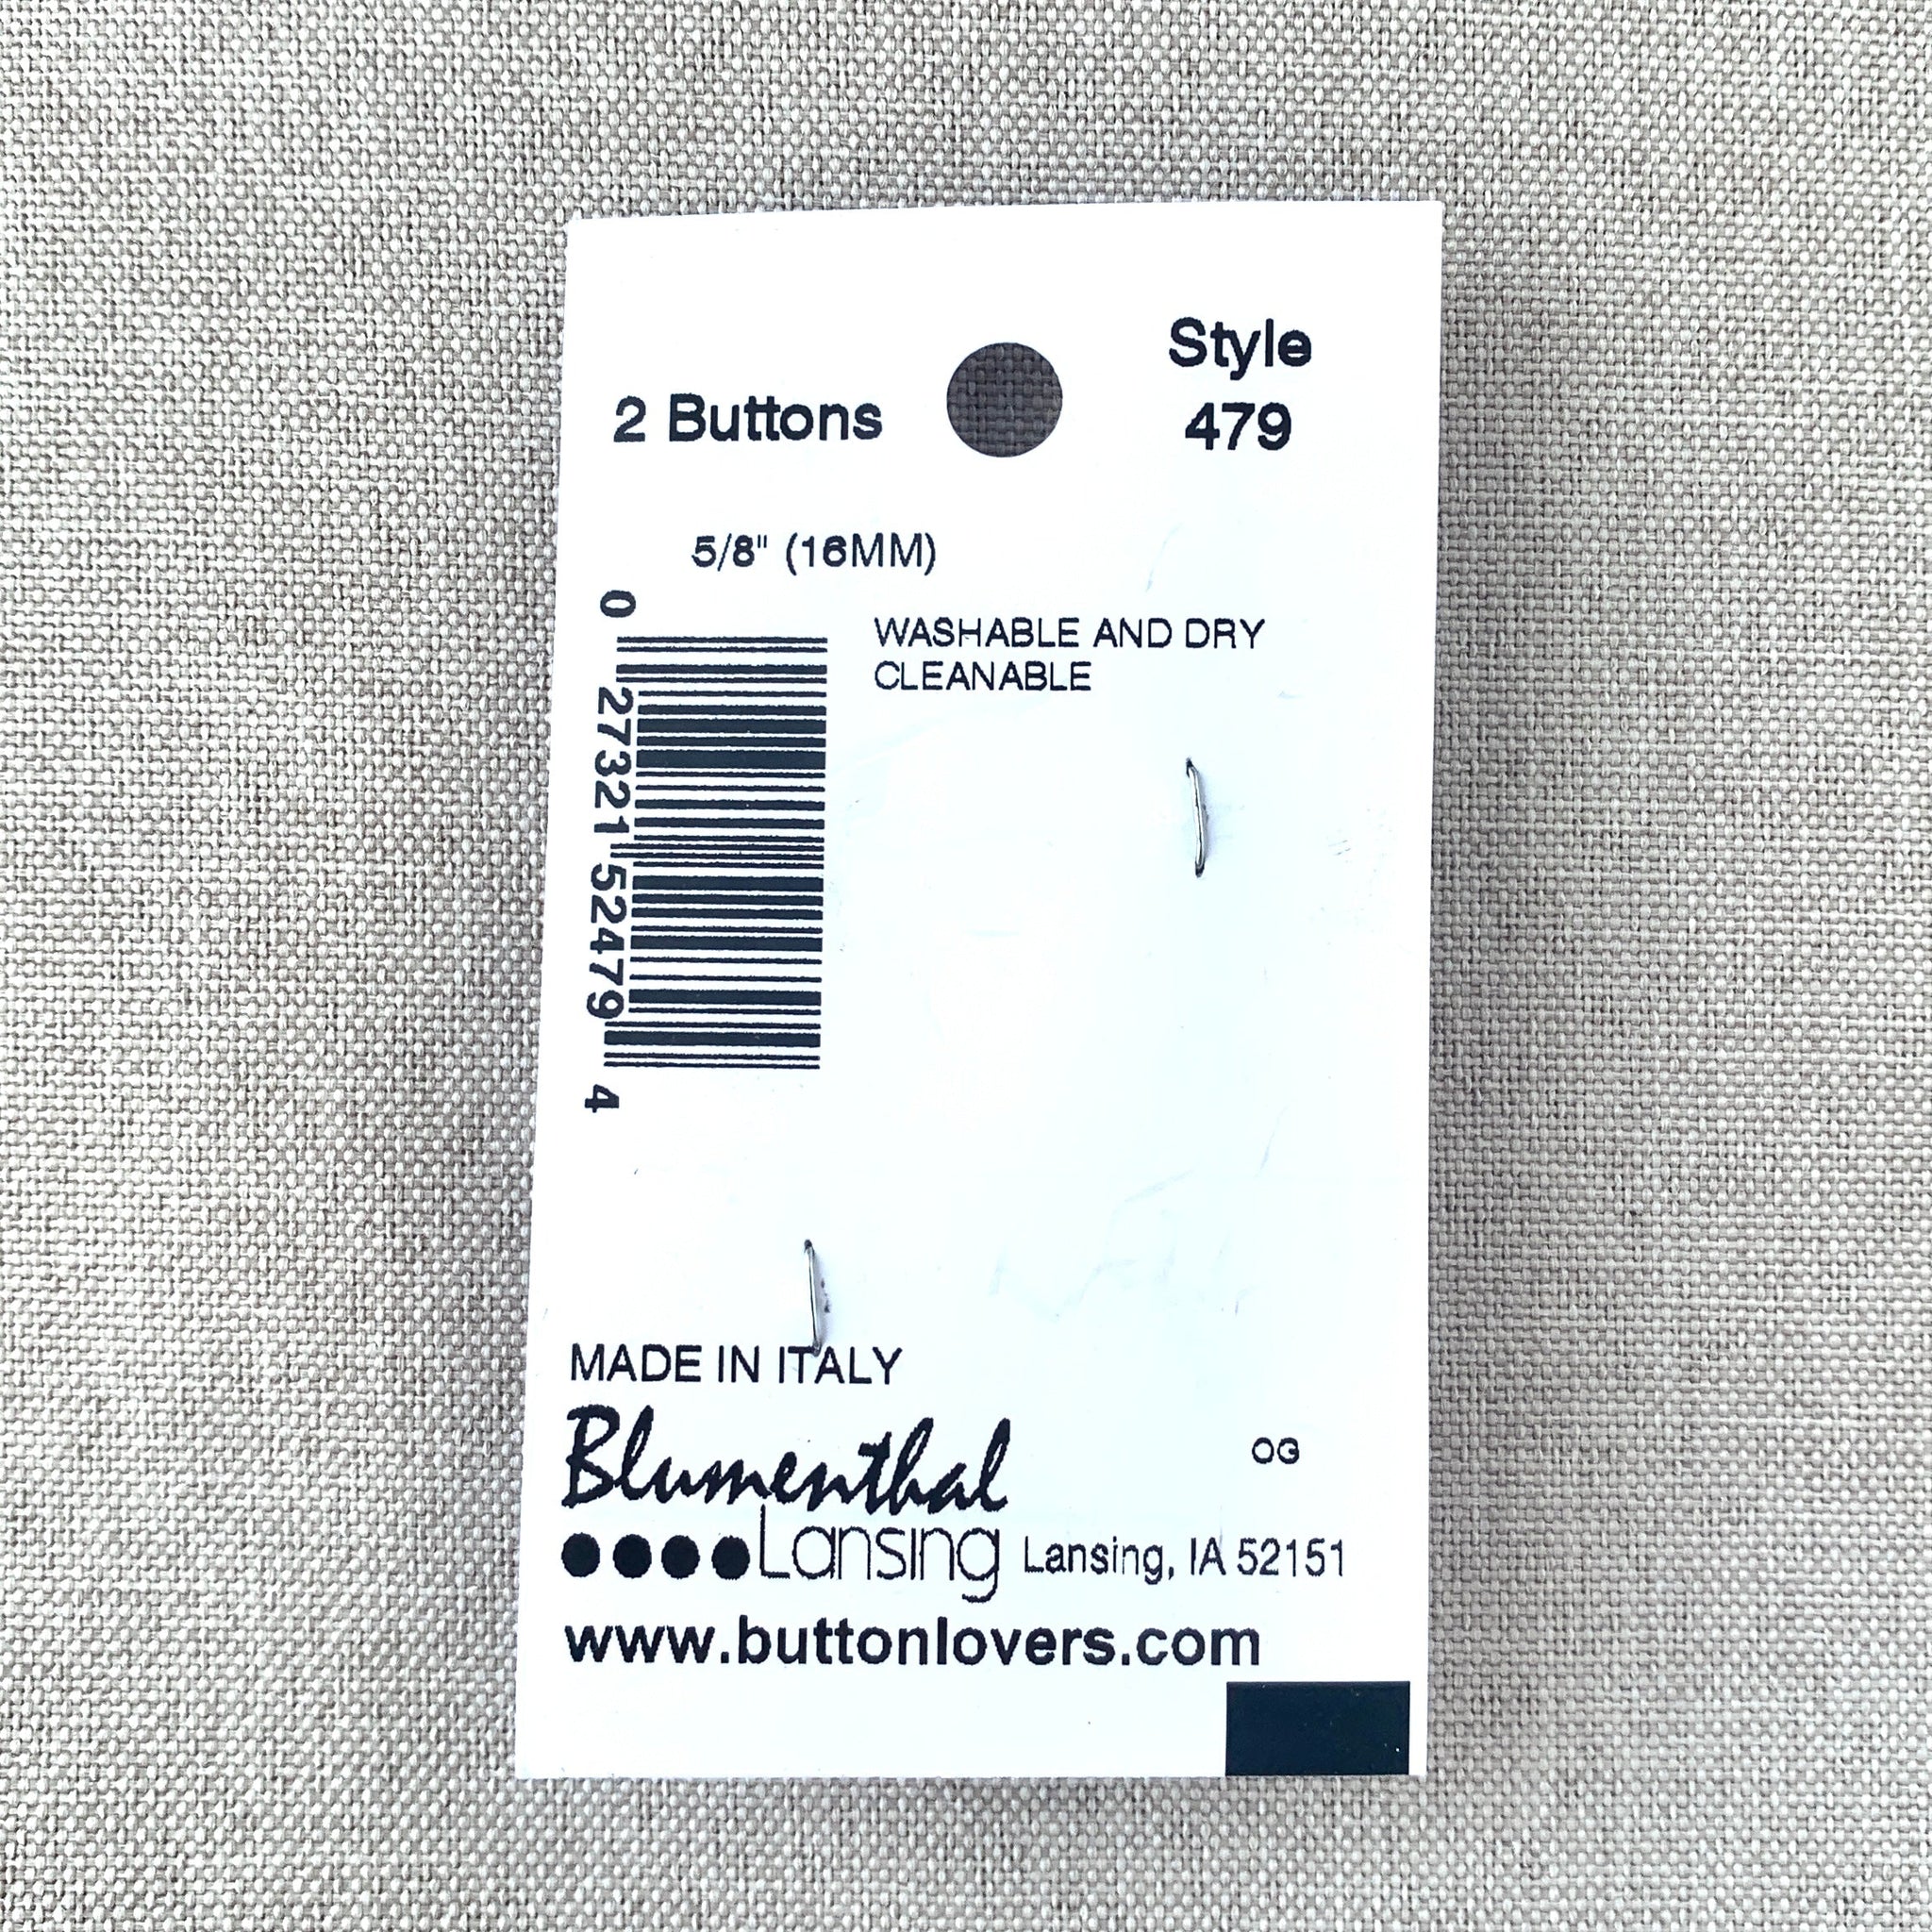 Style
2 Buttons
479
5/8" (16MM)
WASHABLE AND DRY
CLEANABLE
0 27321 52479 4
MADE IN ITALY
Blumenthal
OG
Lansing Lansing, IA 52151
www.buttonlovers.com